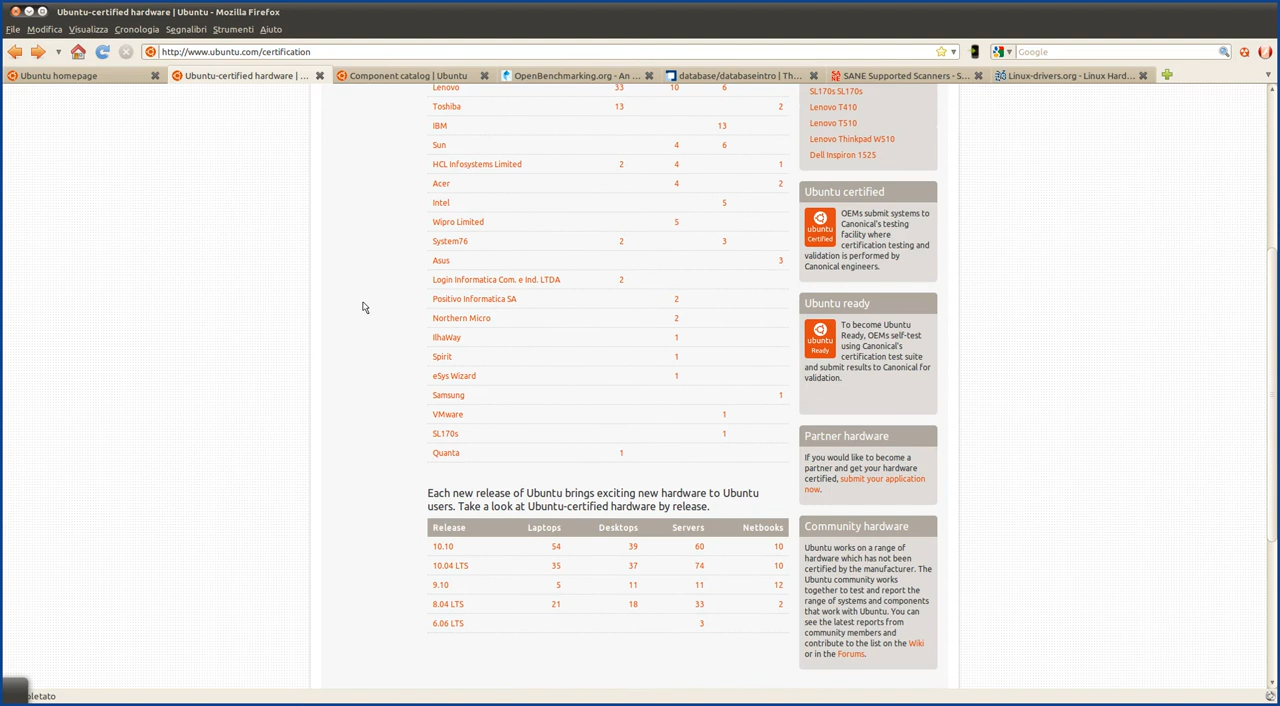 Ubuntu-certified hardware | Ubuntu - Mozilla Firefox
File Modifica Visualizza Cronologia Segnalibri Strumenti Aiuto
http://www.ubuntu.com/certification Google
Ubuntu homepage Ubuntu-certified hardware | ... Component catalog | Ubuntu OpenBenchmarking.org - An ... database/databaseintro | Th... SANE Supported Scanners - S... Linux-drivers.org - Linux Hard...
Lenovo 33 10 6
Toshiba 13 2
IBM 13
Sun 4 6
HCL Infosystems Limited 2 4 1
Acer 4 2
Intel 5
Wipro Limited 5
System76 2 3
Asus 3
Login Informatica Com. e Ind. LTDA 2
Positivo Informatica SA 2
Northern Micro 2
IlhaWay 1
Spirit 1
eSys Wizard 1
Samsung 1
VMware 1
SL170s 1
Quanta 1
Each new release of Ubuntu brings exciting new hardware to Ubuntu
users. Take a look at Ubuntu-certified hardware by release.
Release Laptops Desktops Servers Netbooks
10.10 54 39 60 10
10.04 LTS 35 37 74 10
9.10 5 11 11 12
8.04 LTS 21 18 33 2
6.06 LTS 3
SL170s SL170s
Lenovo T410
Lenovo T510
Lenovo Thinkpad W510
Dell Inspiron 1525
Ubuntu certified
ubuntu
Certified
OEMs submit systems to
Canonical's testing
facility where
certification testing and
validation is performed by
Canonical engineers.
Ubuntu ready
ubuntu
Ready
To become Ubuntu
Ready, OEMs self-test
using Canonical's
certification test suite
and submit results to Canonical for
validation.
Partner hardware
If you would like to become a
partner and get your hardware
certified, submit your application
now.
Community hardware
Ubuntu works on a range of
hardware which has not been
certified by the manufacturer. The
Ubuntu community works
together to test and report the
range of systems and components
that work with Ubuntu. You can
see the latest reports from
community members and
contribute to the list on the Wiki
or in the Forums.
pletato